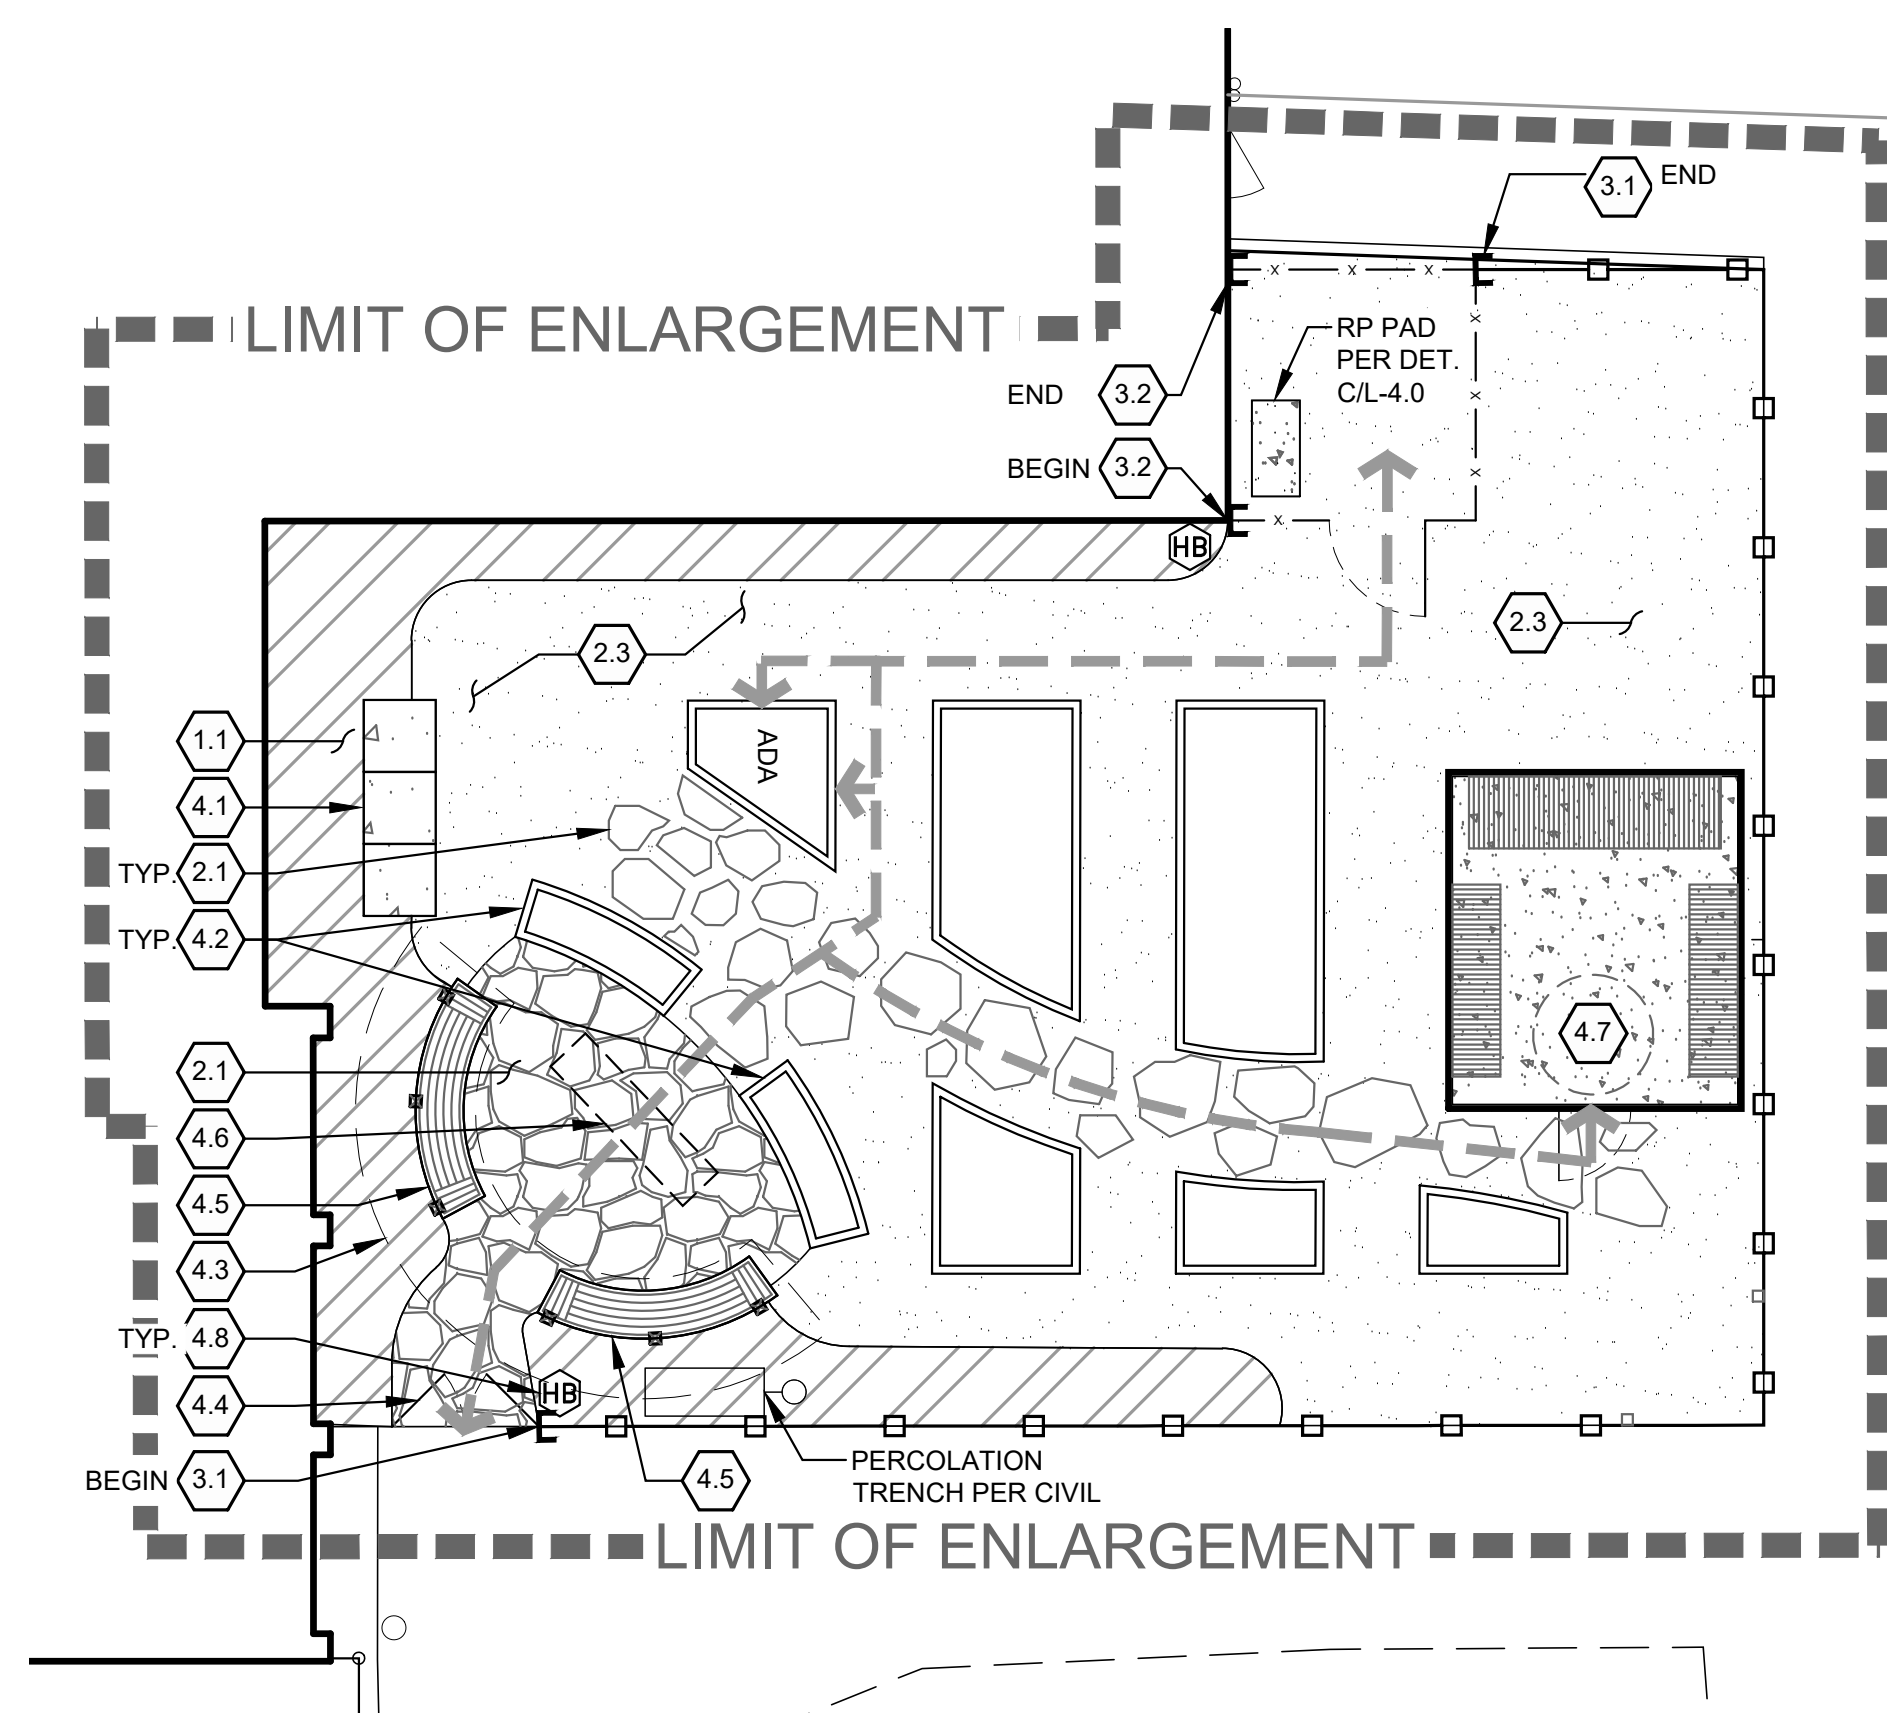 3.1 END
LIMIT OF ENLARGEMENT
RP PAD
PER DET.
C/L-4.0
END 3.2
BEGIN 3.2
HB
2.3
2.3
1.1
ADA
4.1
TYP. 2.1
TYP. 4.2
4.7
2.1
4.6
4.5
4.3
TYP. 4.8
HB
4.4
BEGIN 3.1
4.5
PERCOLATION
TRENCH PER CIVIL
LIMIT OF ENLARGEMENT
x x x
x
x
x
x